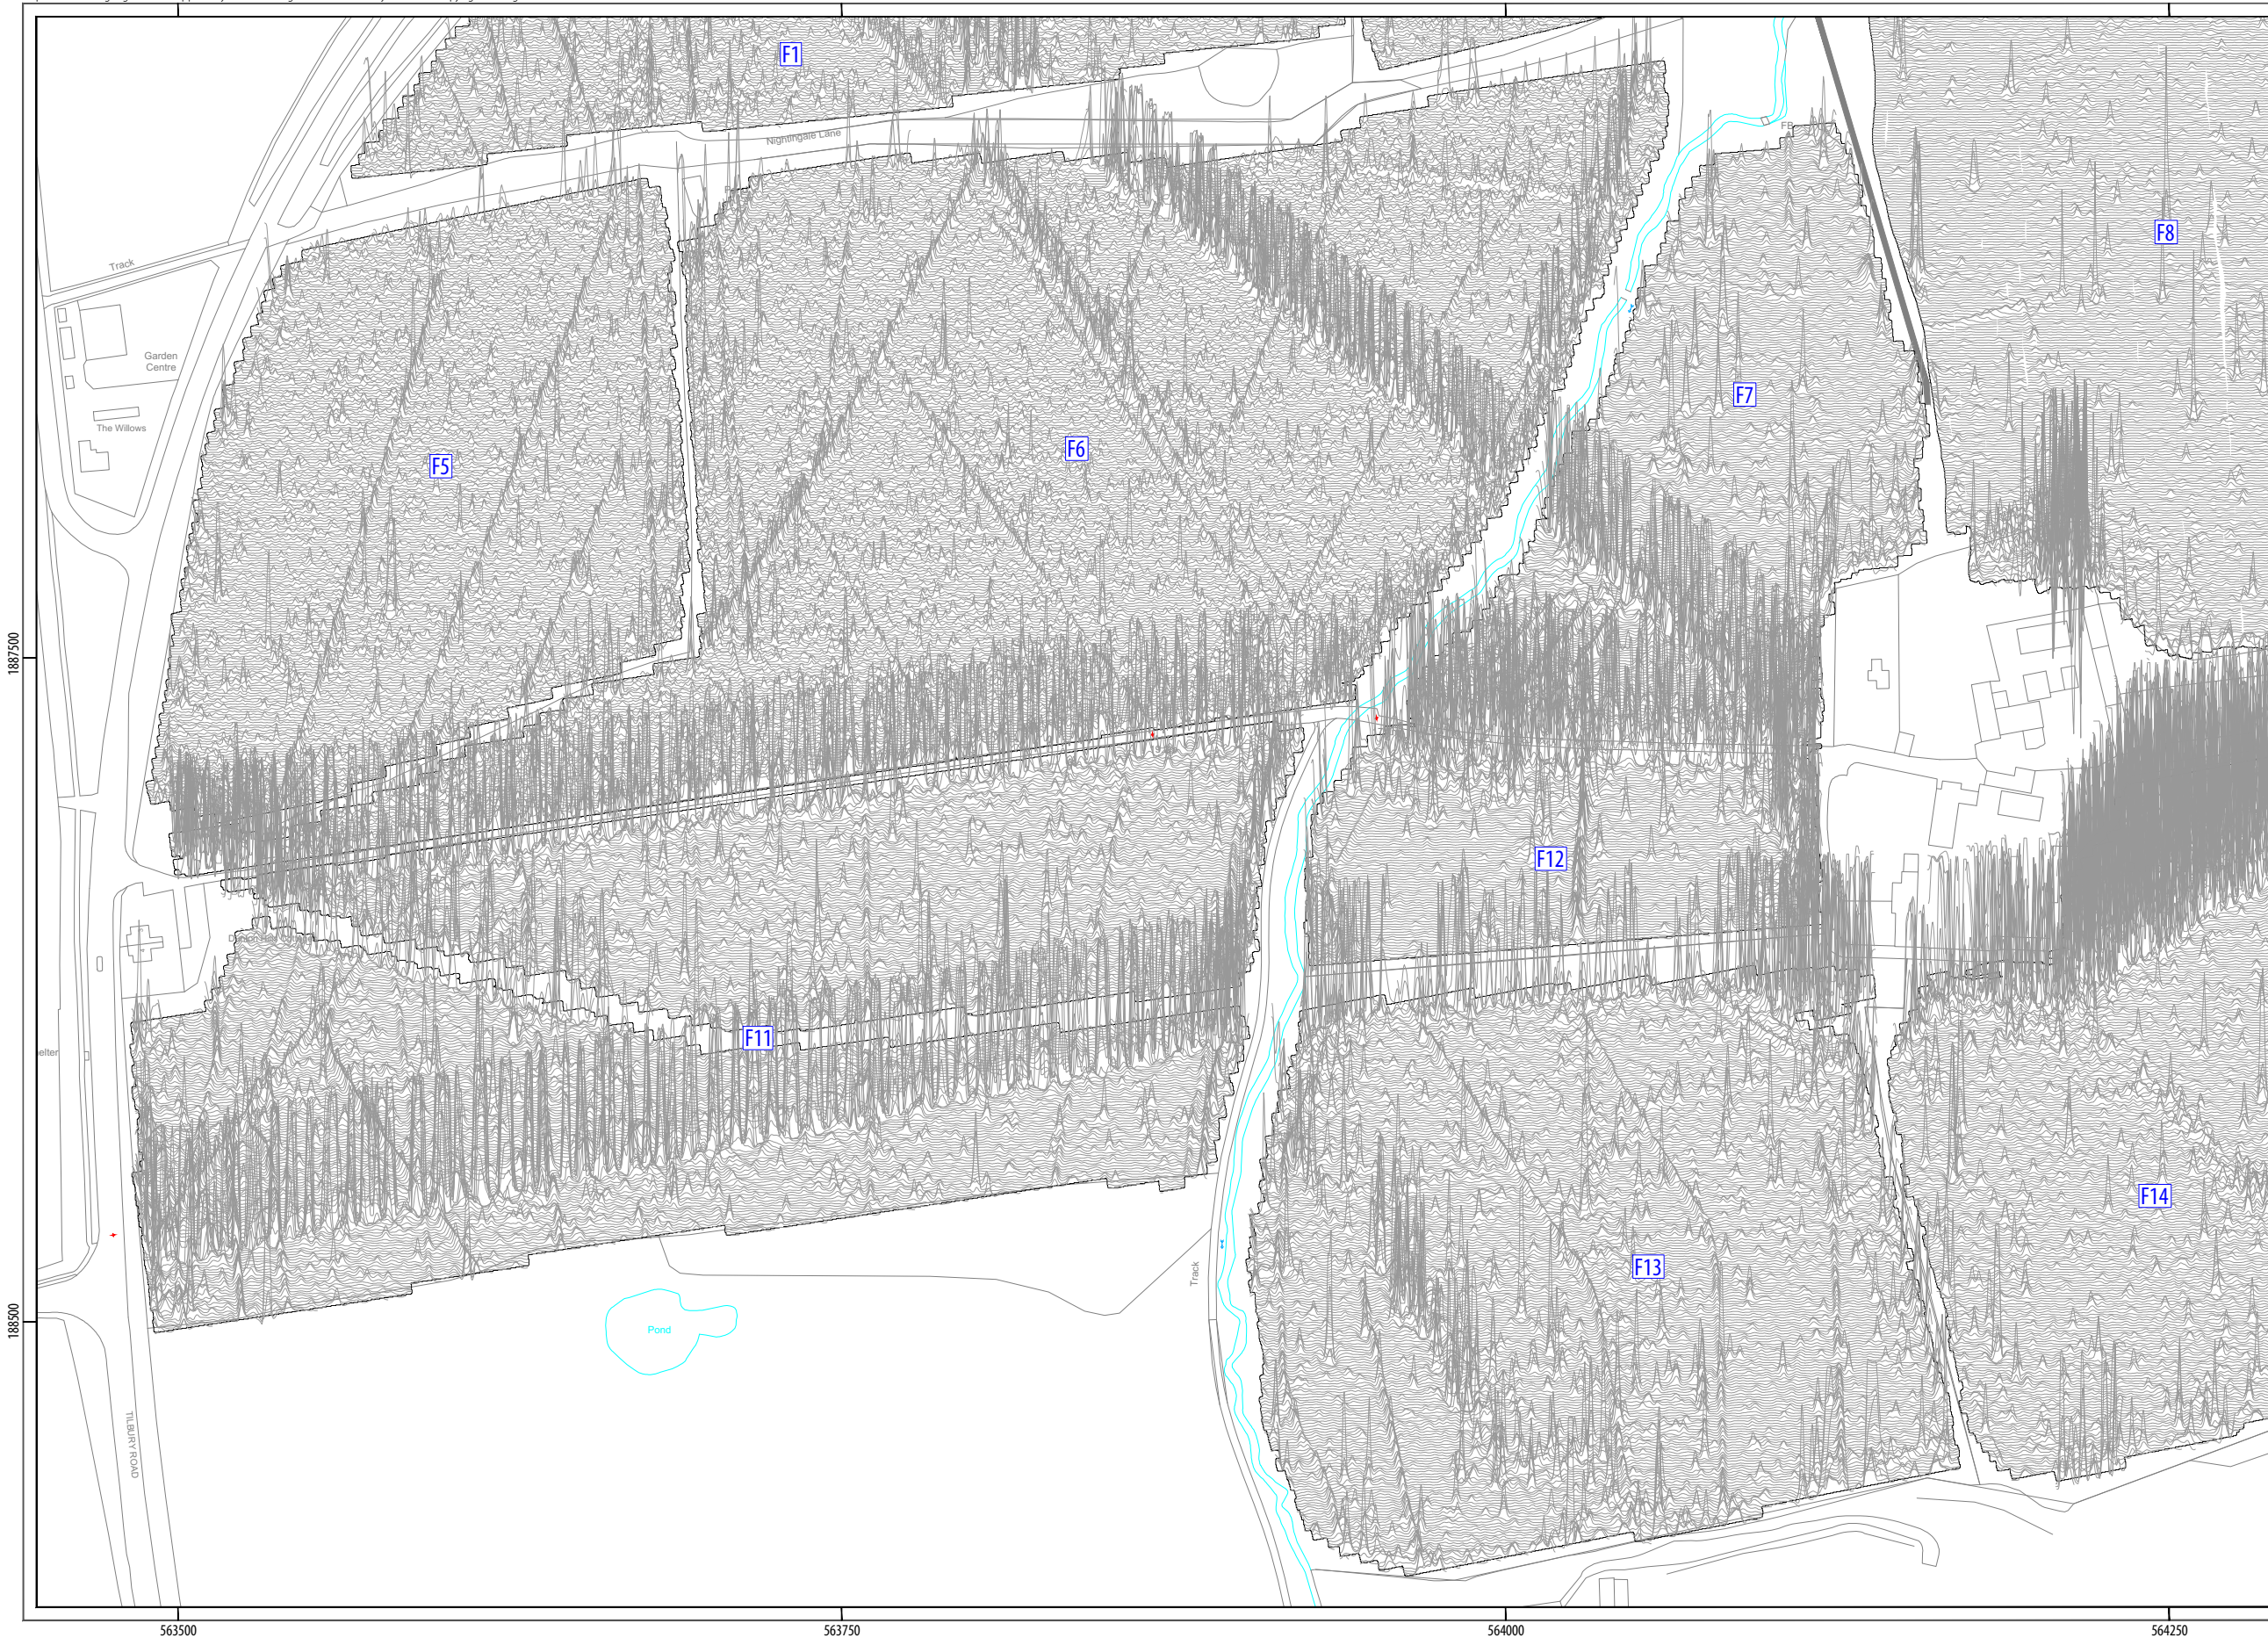 F1
Nightingale Lane
FB
F8
Track
Garden
Centre
The Willows
F7
F6
F5
1887500
F12
F11
F14
F13
Track
Pond
188500
TILBURY ROAD
563500
563750
564000
564250